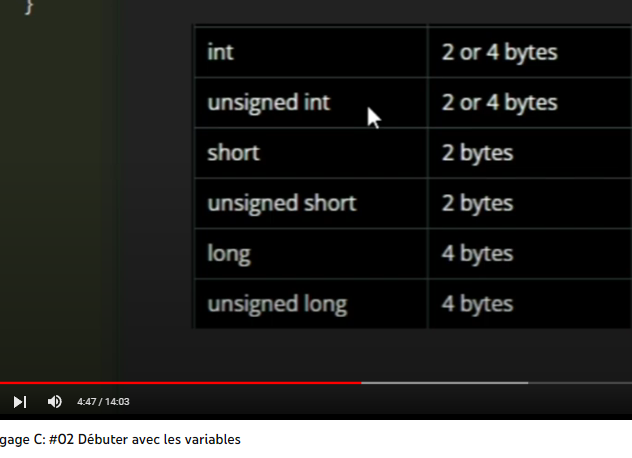 }
int 2 or 4 bytes
unsigned int 2 or 4 bytes
short 2 bytes
unsigned short 2 bytes
long 4 bytes
unsigned long 4 bytes
4:47 / 14:03
gage C: #02 Débuter avec les variables